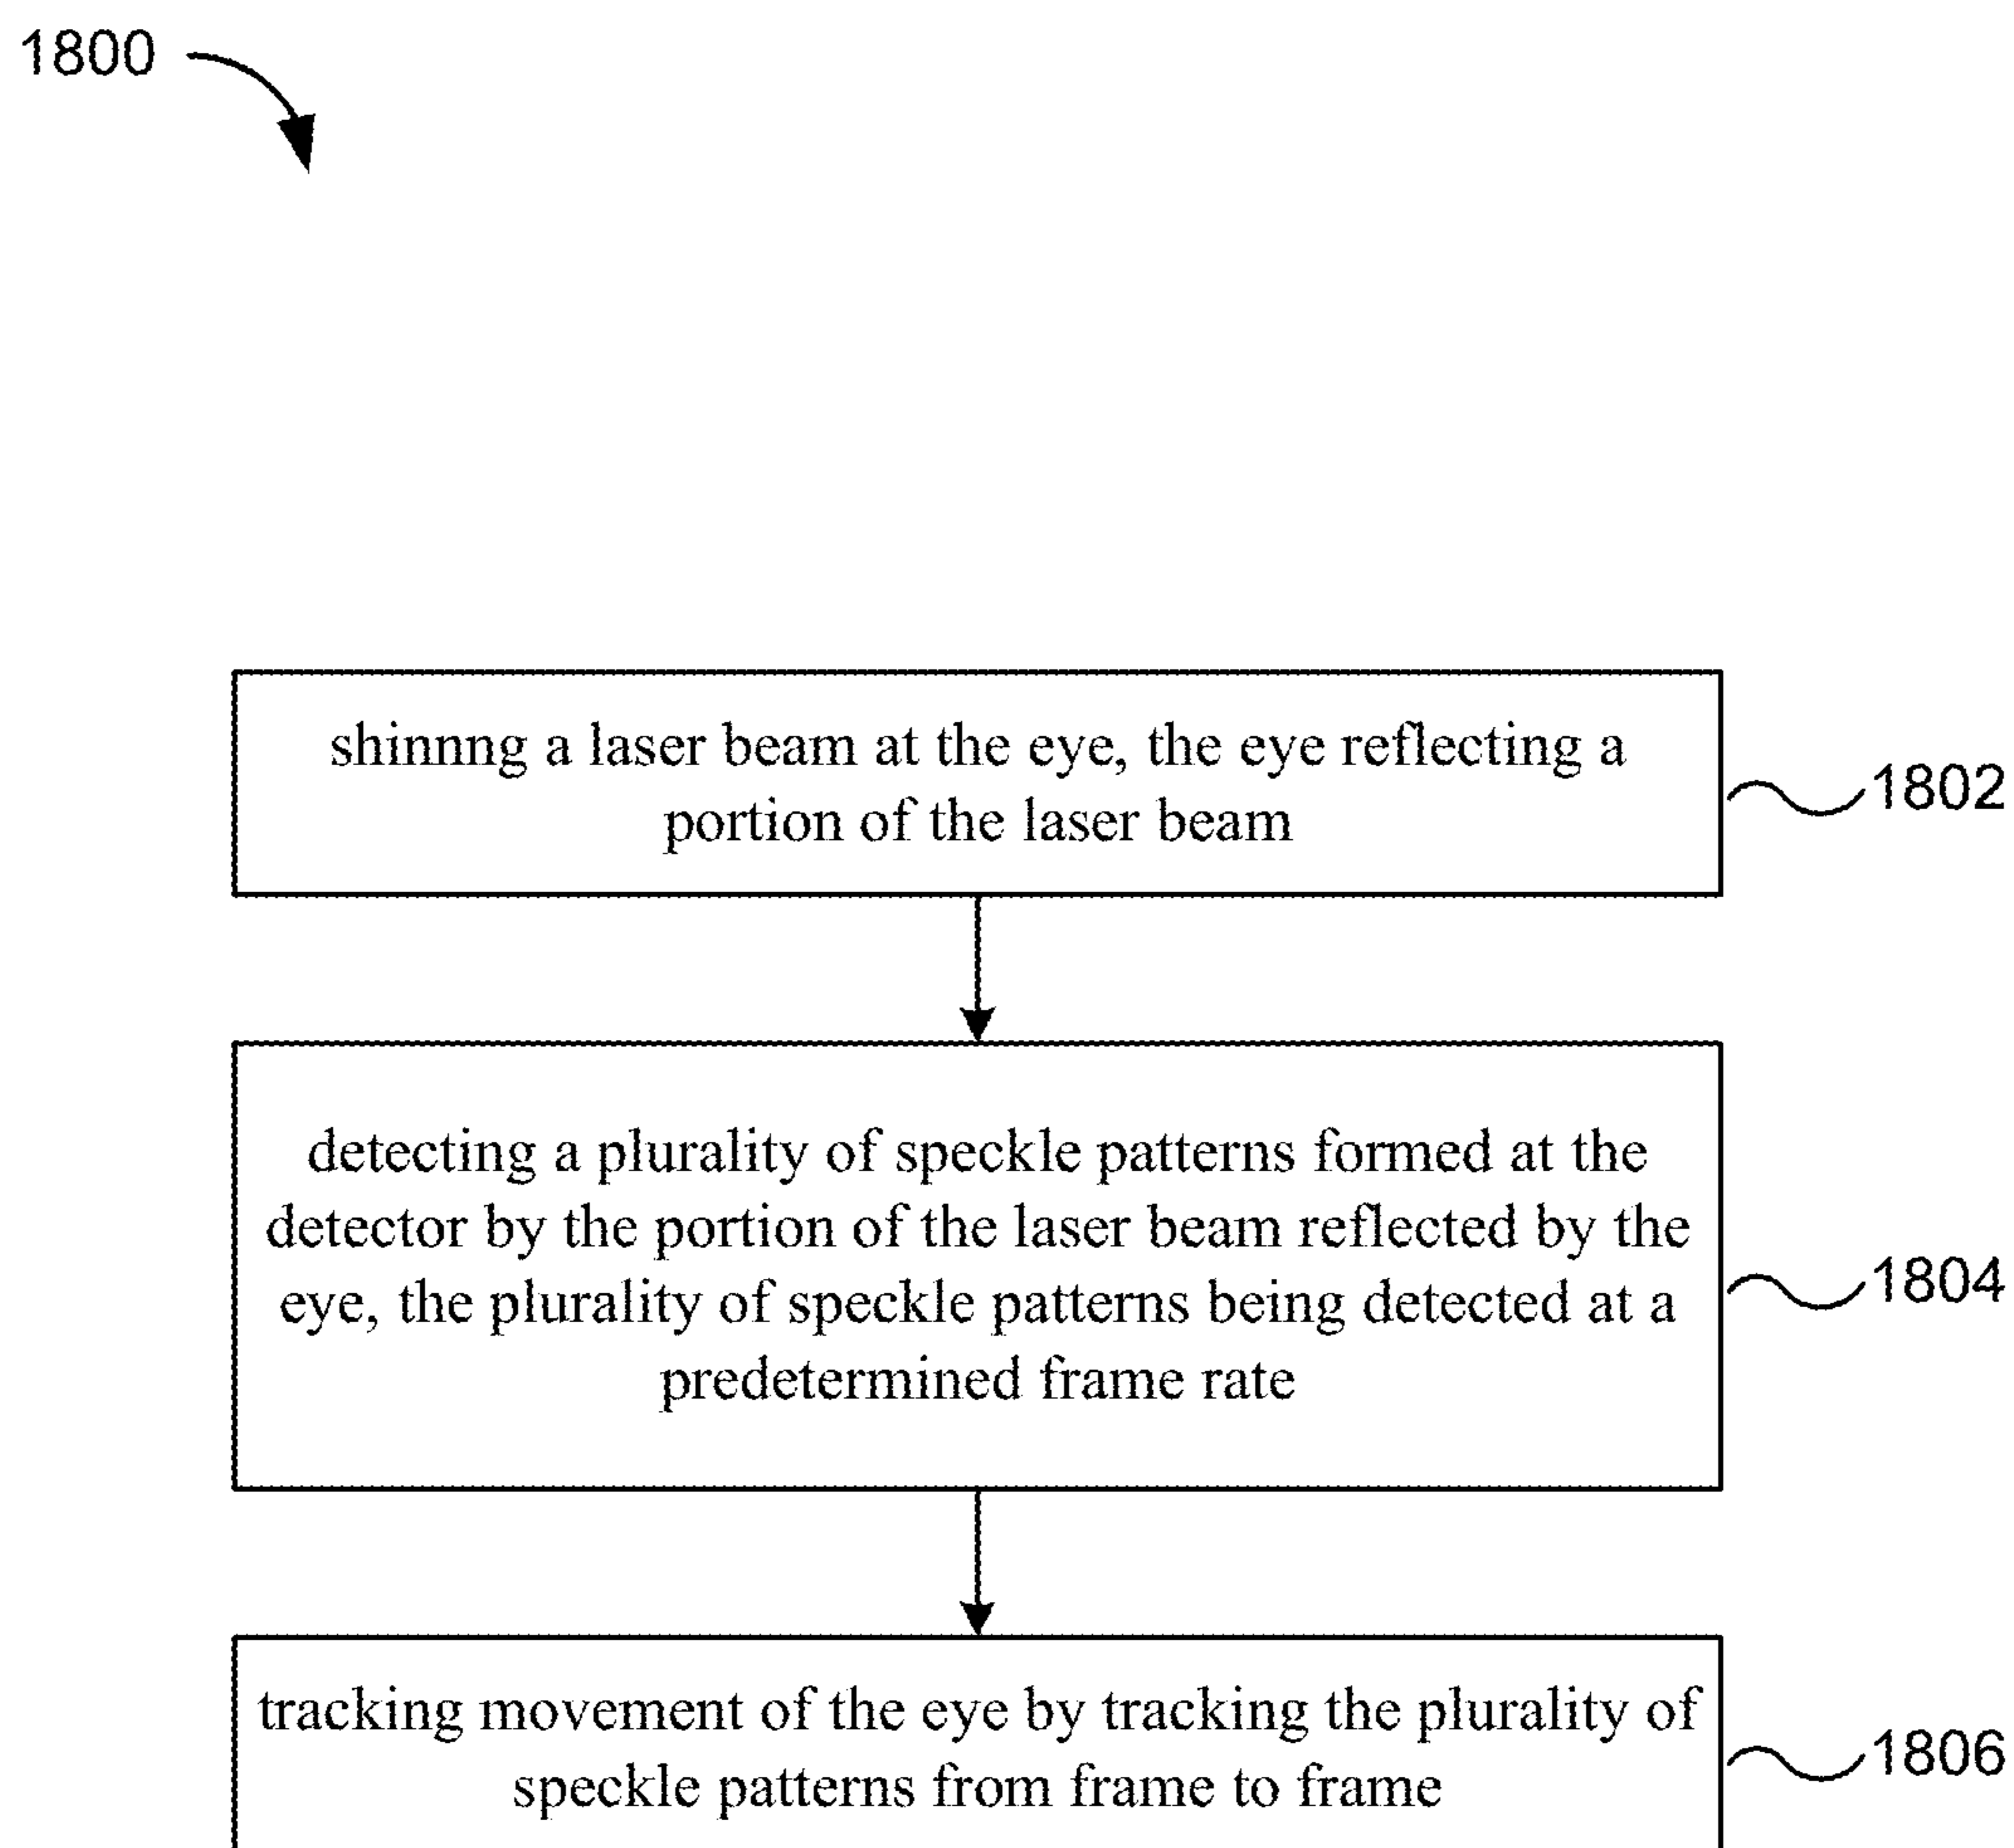 1800
shinnng a laser beam at the eye, the eye reflecting a
portion of the laser beam
1802
detecting a plurality of speckle patterns formed at the
detector by the portion of the laser beam reflected by the
eye, the plurality of speckle patterns being detected at a
predetermined frame rate
1804
tracking movement of the eye by tracking the plurality of
speckle patterns from frame to frame
1806